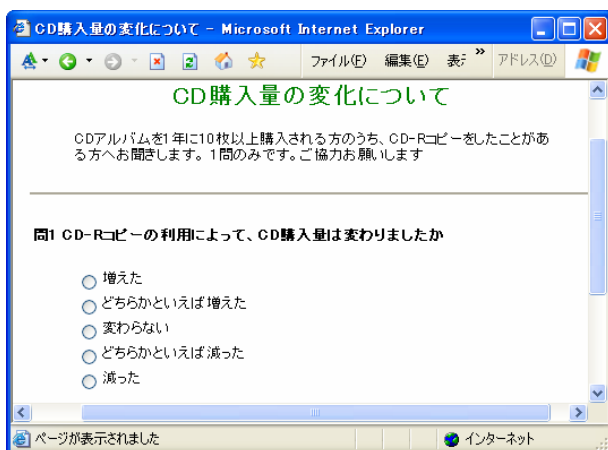 CD購入量の変化について - Microsoft Internet Explorer
ファイル(F) 編集(E) 表示 » アドレス(D)
CD購入量の変化について
CDアルバムを1年に10枚以上購入される方のうち、CD-Rコピーをしたことがあ
る方へお聞きします。1問のみです。ご協力お願いします
問1 CD-Rコピーの利用によって、CD購入量は変わりましたか
増えた
どちらかといえば増えた
変わらない
どちらかといえば減った
減った
ページが表示されました
インターネット